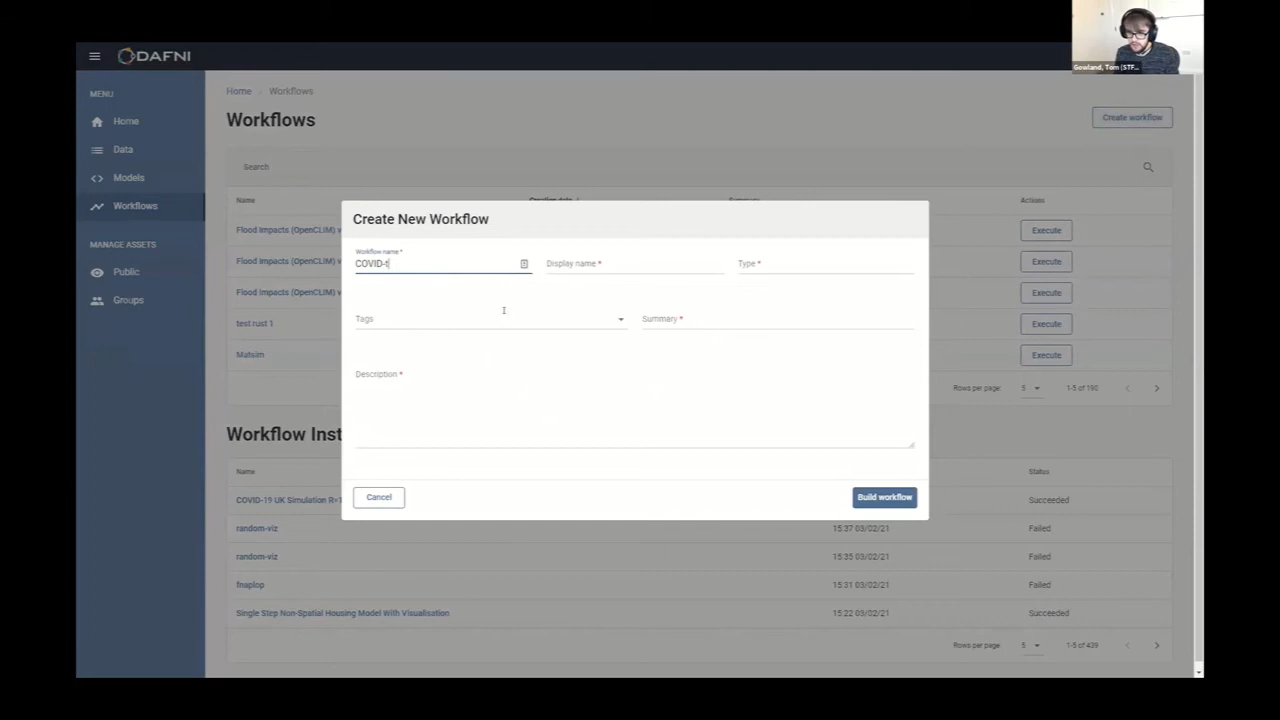 DAFNI
Gowland, Tom (STF...
MENU
Home
Data
Models
Workflows
MANAGE ASSETS
Public
Groups
Home > Workflows
Workflows
Create workflow
Search
Name
Creation date
Summary
Actions
Flood Impacts (OpenCLIM) v
Execute
Flood Impacts (OpenCLIM) v
Execute
Flood Impacts (OpenCLIM) v
Execute
test rust 1
Execute
Matsim
Execute
Rows per page: 5 1-5 of 190
Create New Workflow
Workflow name *
COVID-t
Display name *
Type *
Tags
Summary *
Description *
Cancel
Build workflow
Workflow Inst
Name
Status
COVID-19 UK Simulation R=1
Succeeded
random-viz
15:37 03/02/21
Failed
random-viz
15:35 03/02/21
Failed
fnaplop
15:31 03/02/21
Failed
Single Step Non-Spatial Housing Model With Visualisation
15:22 03/02/21
Succeeded
Rows per page: 5 1-5 of 439